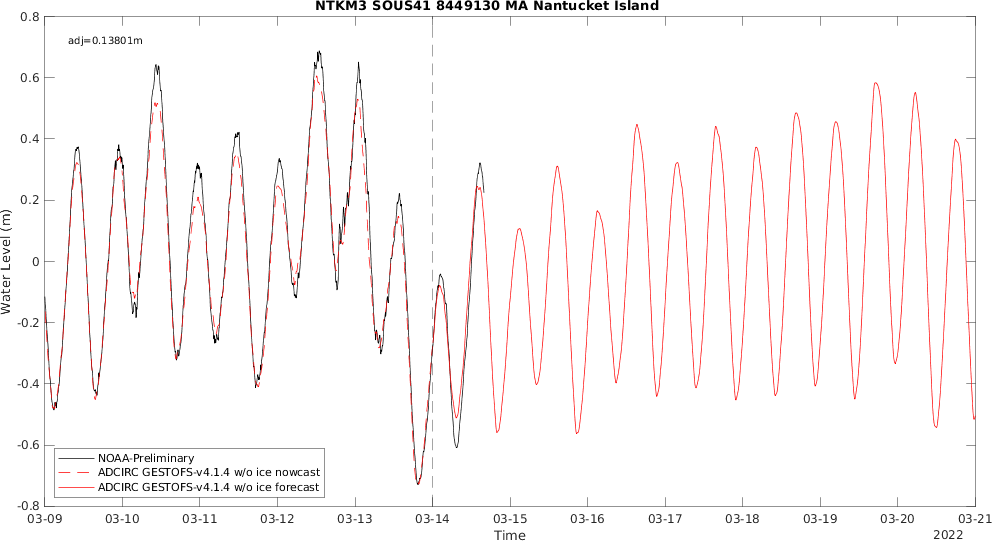 NTKM3 SOUS41 8449130 MA Nantucket Island
adj=0.13801m
0.8
0.6
0.4
0.2
0
-0.2
-0.4
-0.6
-0.8
Water Level (m)
NOAA-Preliminary
ADCIRC GESTOFS-v4.1.4 w/o ice nowcast
ADCIRC GESTOFS-v4.1.4 w/o ice forecast
03-09 03-10 03-11 03-12 03-13 03-14 03-15 03-16 03-17 03-18 03-19 03-20 03-21
Time
2022